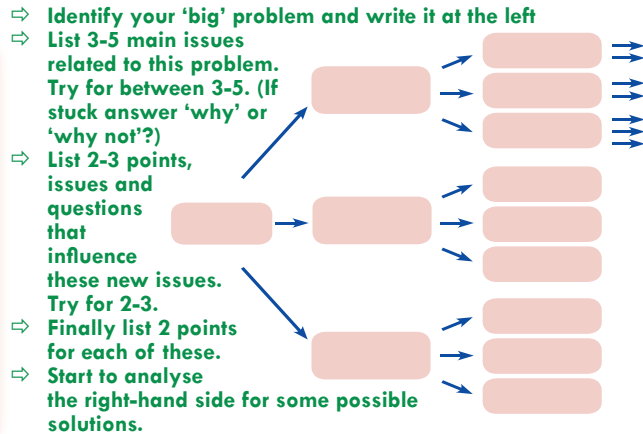 ⇨ Identify your ‘big’ problem and write it at the left
⇨ List 3-5 main issues
related to this problem.
Try for between 3-5. (If
stuck answer ‘why’ or
‘why not’?)
⇨ List 2-3 points,
issues and
questions
that
influence
these new issues.
Try for 2-3.
⇨ Finally list 2 points
for each of these.
⇨ Start to analyse
the right-hand side for some possible
solutions.